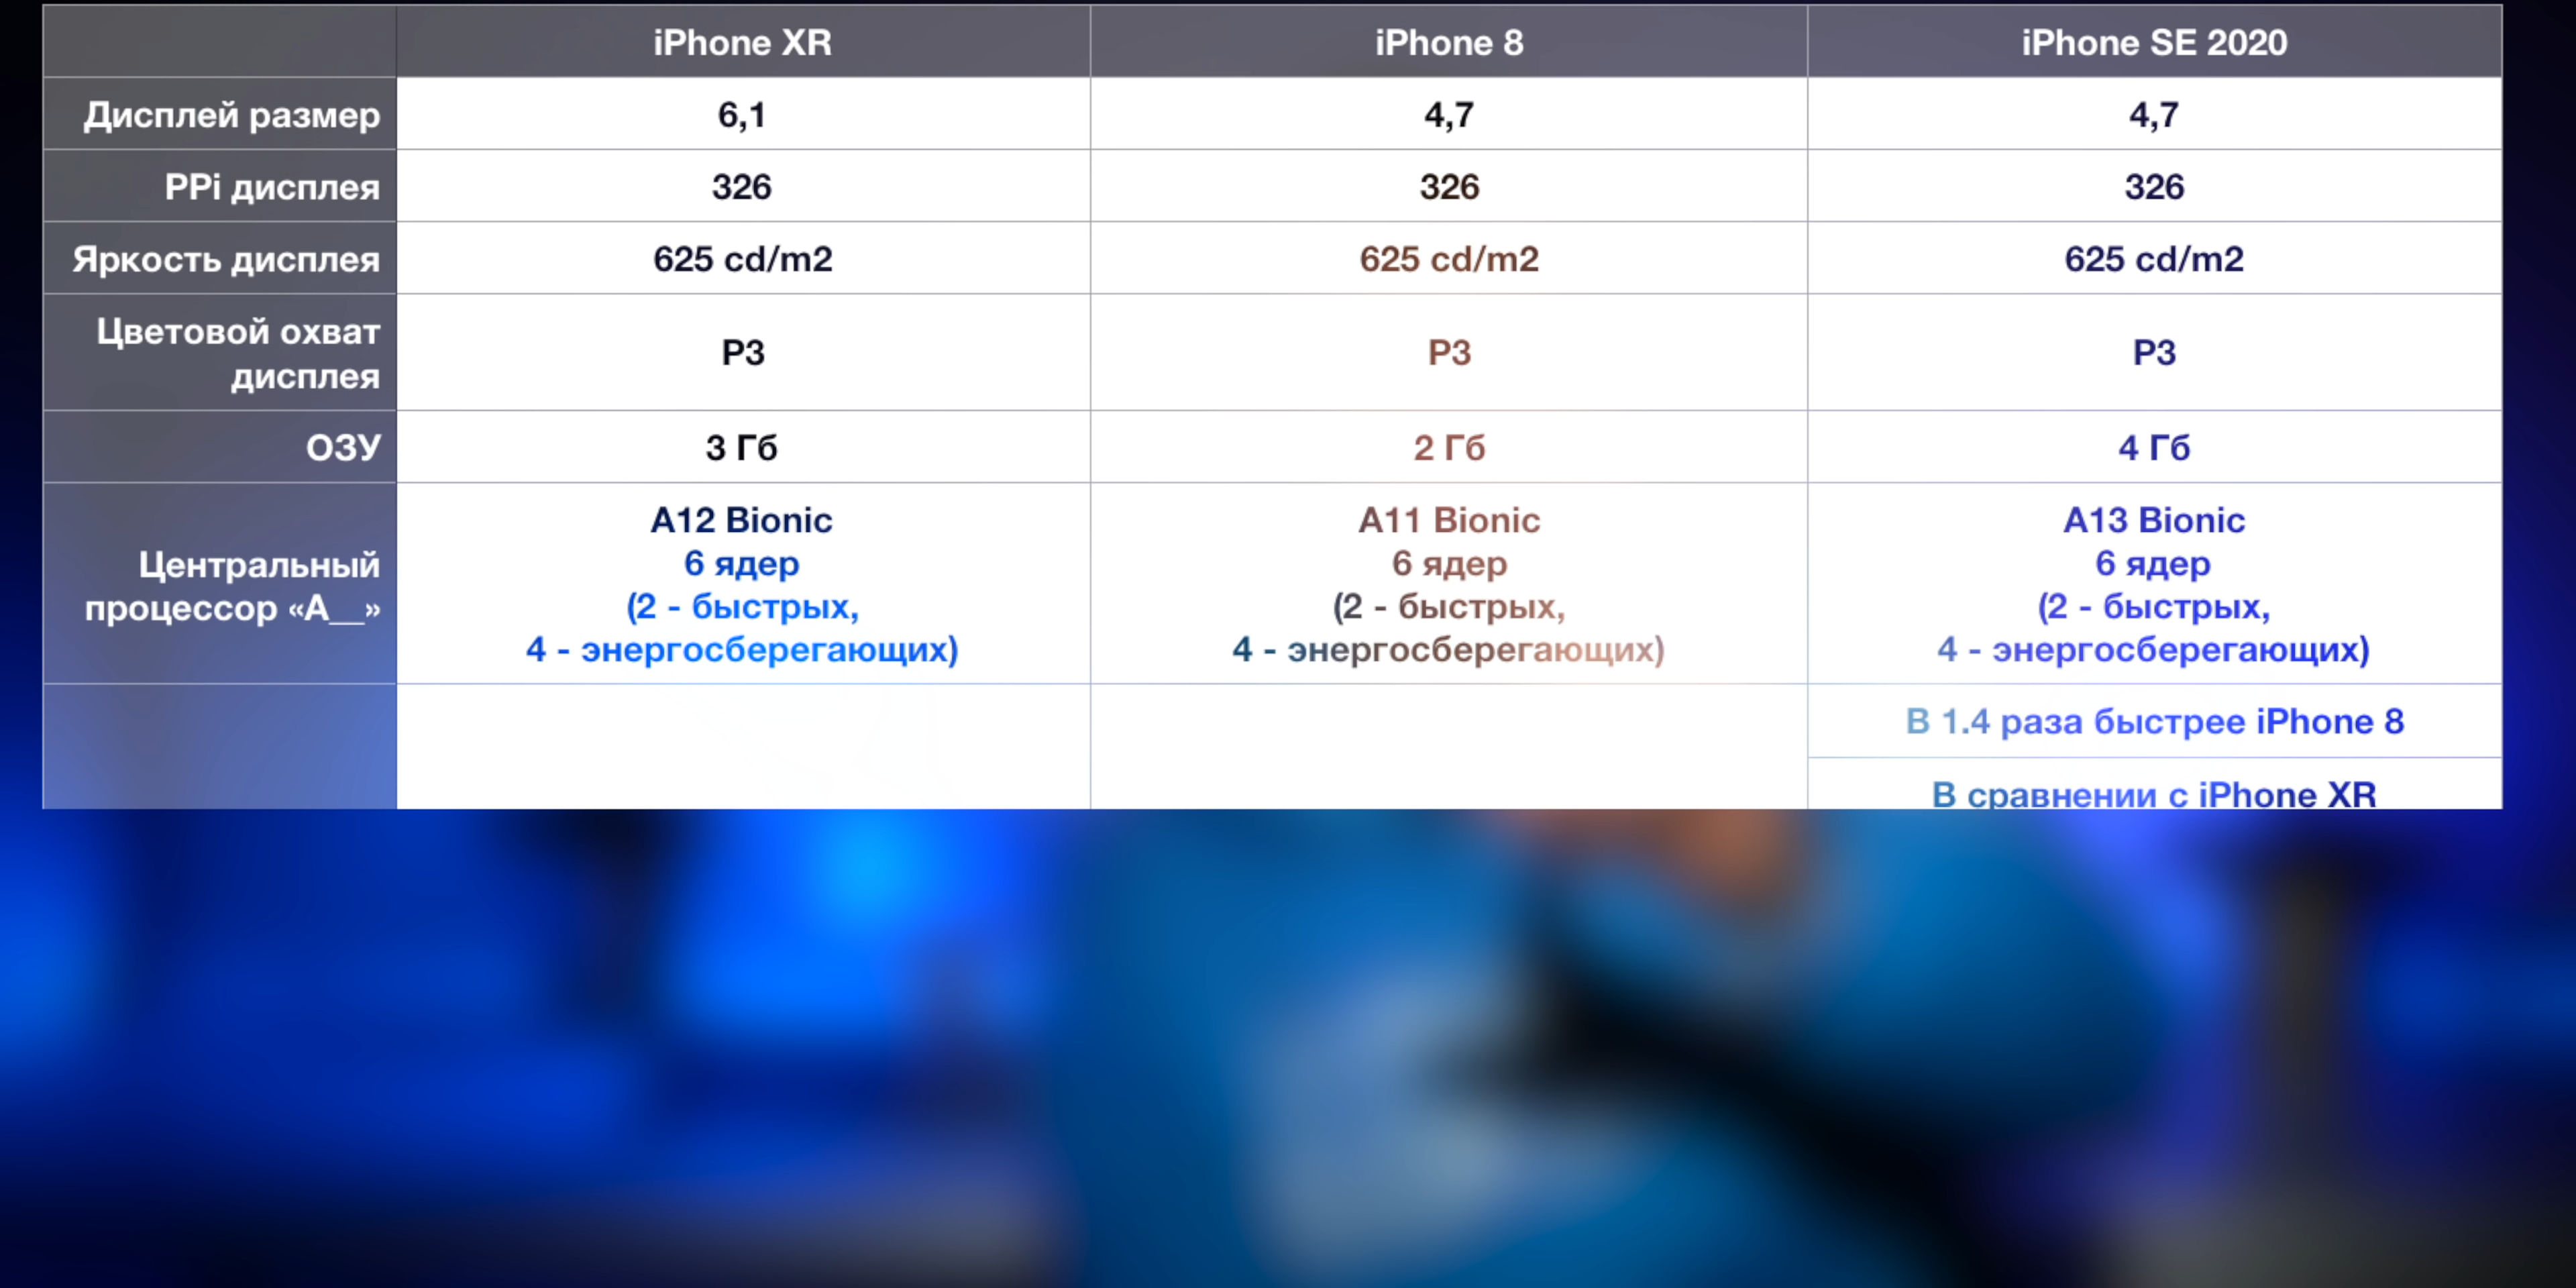 iPhone XR iPhone 8 iPhone SE 2020
Дисплей размер 6,1 4,7 4,7
PPi дисплея 326 326 326
Яркость дисплея 625 cd/m2 625 cd/m2 625 cd/m2
Цветовой охват
дисплея P3 P3 P3
ОЗУ 3 Гб 2 Гб 4 Гб
Центральный
процессор «А__»
A12 Bionic
6 ядер
(2 - быстрых,
4 - энергосберегающих)
A11 Bionic
6 ядер
(2 - быстрых,
4 - энергосберегающих)
A13 Bionic
6 ядер
(2 - быстрых,
4 - энергосберегающих)
В 1.4 раза быстрее iPhone 8
В сравнении с iPhone XR